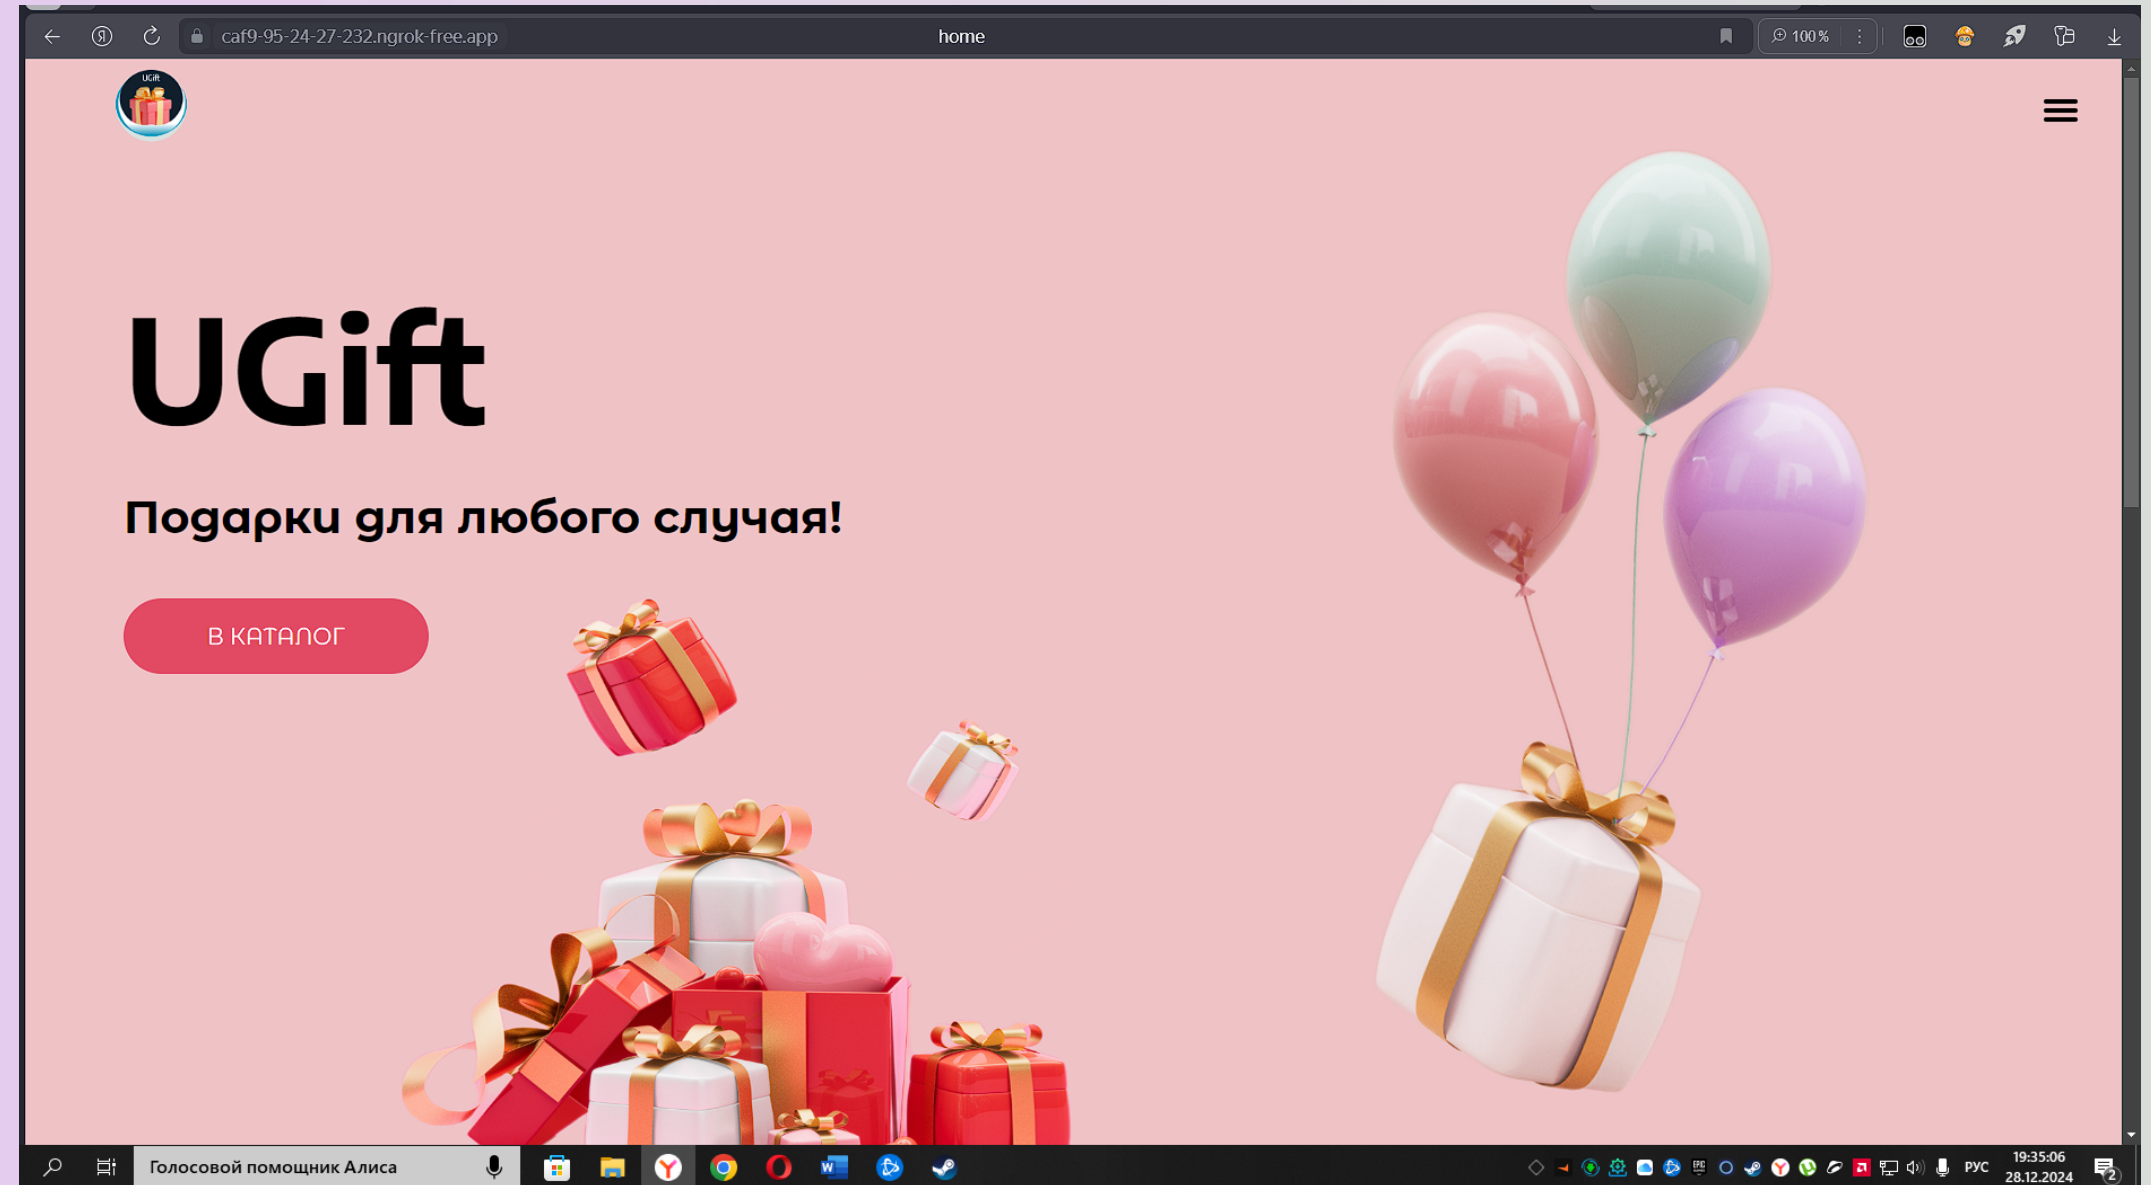 caf9-95-24-27-232.ngrok-free.app
home
100%
UGift
UGift
Подарки для любого случая!
В КАТАЛОГ
Голосовой помощник Алиса
РУС
19:35:06
28.12.2024
2